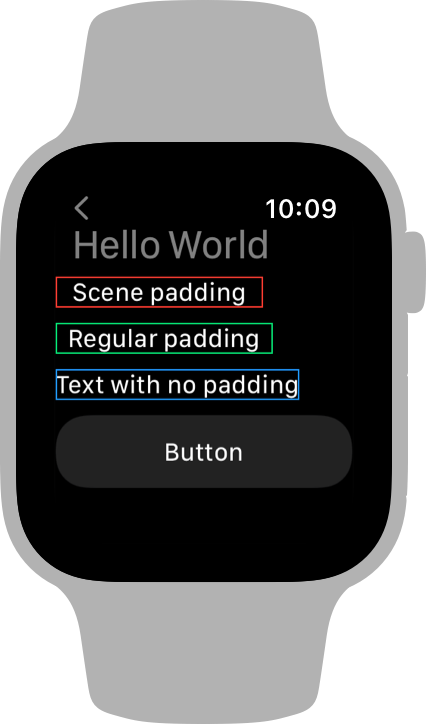 10:09
Hello World
Scene padding
Regular padding
Text with no padding
Button